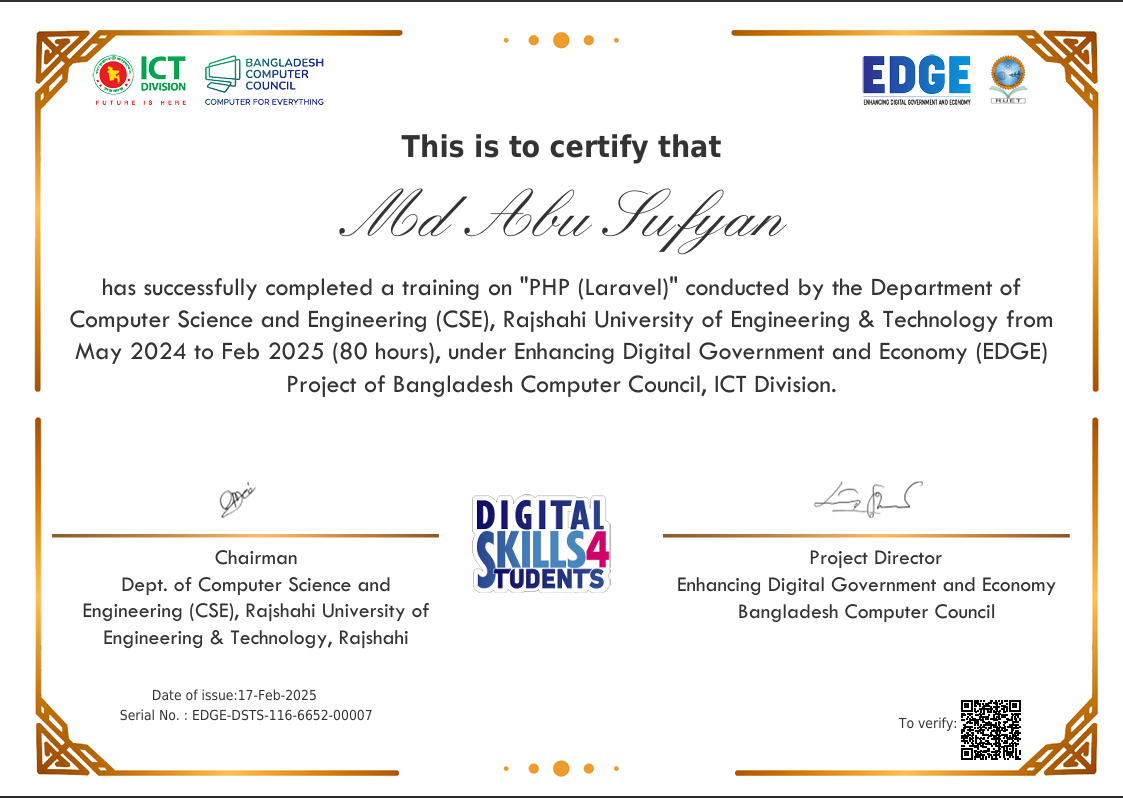 ICT
DIVISION
FUTURE IS HERE
BANGLADESH
COMPUTER
COUNCIL
COMPUTER FOR EVERYTHING
EDGE
ENHANCING DIGITAL GOVERNMENT AND ECONOMY
RUET
This is to certify that
Md Abu Sufyan
has successfully completed a training on "PHP (Laravel)" conducted by the Department of
Computer Science and Engineering (CSE), Rajshahi University of Engineering & Technology from
May 2024 to Feb 2025 (80 hours), under Enhancing Digital Government and Economy (EDGE)
Project of Bangladesh Computer Council, ICT Division.
Chairman
Dept. of Computer Science and
Engineering (CSE), Rajshahi University of
Engineering & Technology, Rajshahi
DIGITAL
SKILLS4
STUDENTS
Project Director
Enhancing Digital Government and Economy
Bangladesh Computer Council
Date of issue:17-Feb-2025
Serial No. : EDGE-DSTS-116-6652-00007
To verify: